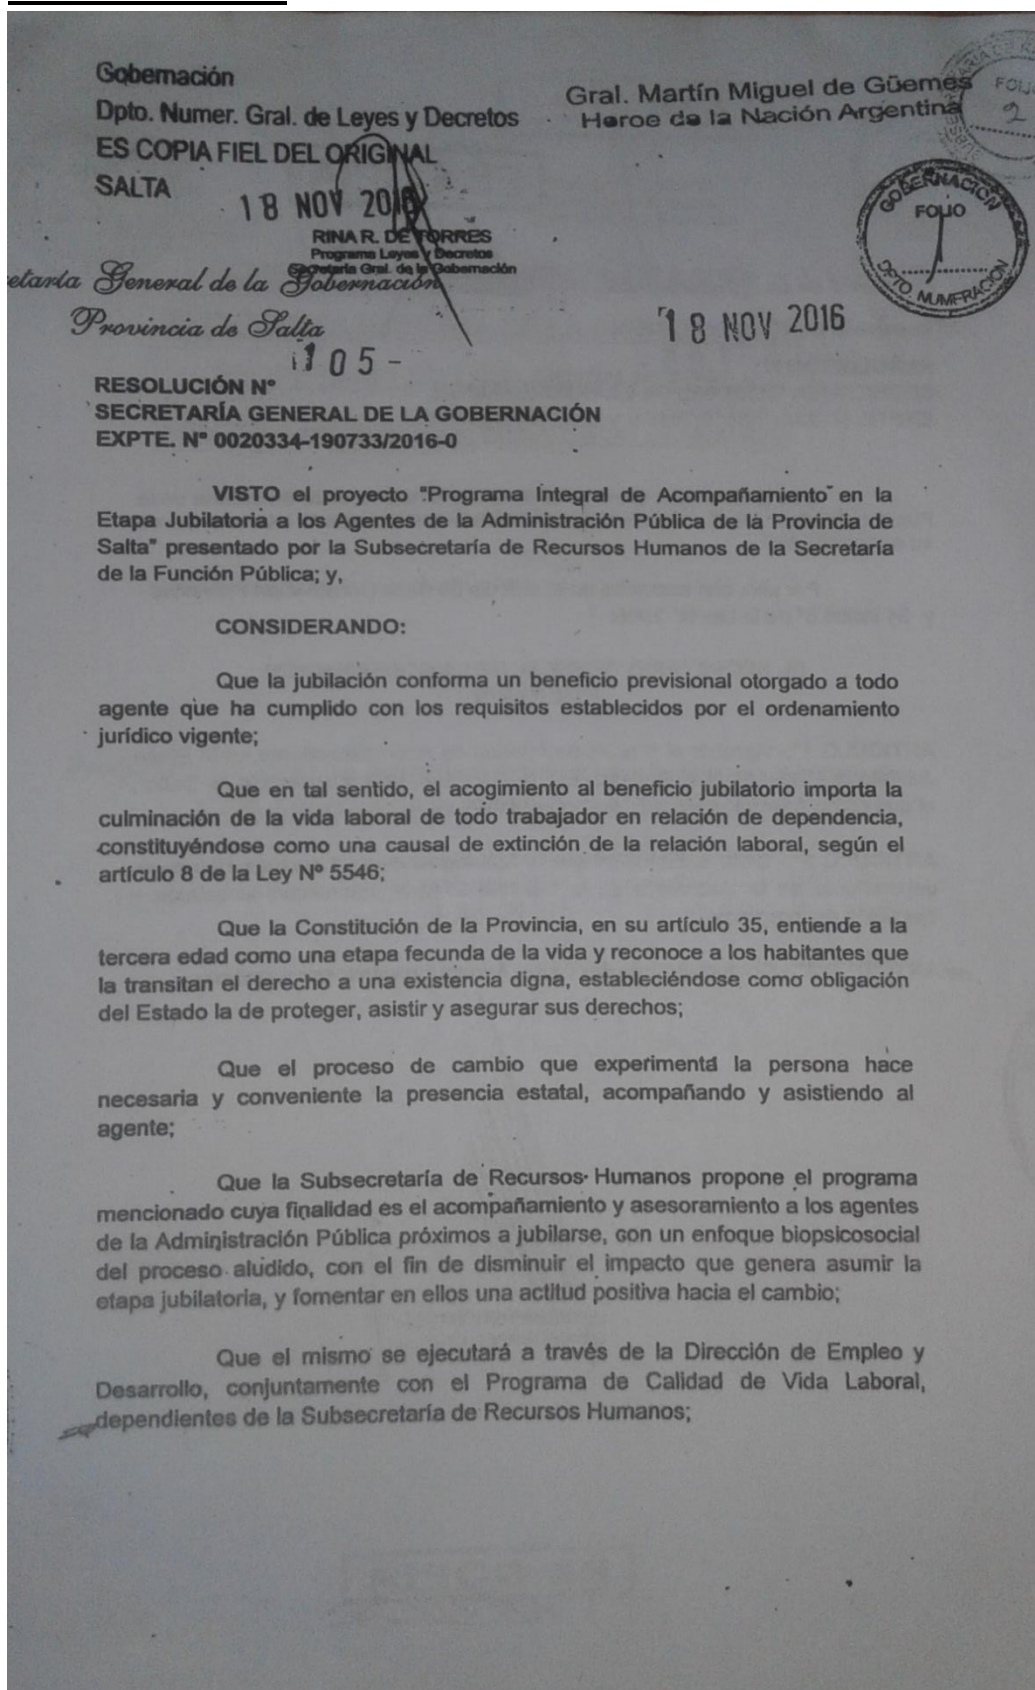 Gobernación
Dpto. Numer. Gral. de Leyes y Decretos
ES COPIA FIEL DEL ORIGINAL
SALTA
18 NOV 2016
RINA R. DE TORRES
Programa Leyes y Decretos
Secretaría Gral. de la Gobernación
Gral. Martín Miguel de Güemes
Heroe de la Nación Argentina
FOLIO
2
GOBERNACION
FOLIO
1
DPTO. NUMERACION
etaría General de la Gobernación
Provincia de Salta
18 NOV 2016
105-
RESOLUCIÓN Nº
SECRETARÍA GENERAL DE LA GOBERNACIÓN
EXPTE. Nº 0020334-190733/2016-0
VISTO el proyecto "Programa Integral de Acompañamiento en la
Etapa Jubilatoria a los Agentes de la Administración Pública de la Provincia de
Salta" presentado por la Subsecretaría de Recursos Humanos de la Secretaría
de la Función Pública; y,
CONSIDERANDO:
Que la jubilación conforma un beneficio previsional otorgado a todo
agente que ha cumplido con los requisitos establecidos por el ordenamiento
jurídico vigente;
Que en tal sentido, el acogimiento al beneficio jubilatorio importa la
culminación de la vida laboral de todo trabajador en relación de dependencia,
constituyéndose como una causal de extinción de la relación laboral, según el
artículo 8 de la Ley Nº 5546;
Que la Constitución de la Provincia, en su artículo 35, entiende a la
tercera edad como una etapa fecunda de la vida y reconoce a los habitantes que
la transitan el derecho a una existencia digna, estableciéndose como obligación
del Estado la de proteger, asistir y asegurar sus derechos;
Que el proceso de cambio que experimenta la persona hace
necesaria y conveniente la presencia estatal, acompañando y asistiendo al
agente;
Que la Subsecretaría de Recursos Humanos propone el programa
mencionado cuya finalidad es el acompañamiento y asesoramiento a los agentes
de la Administración Pública próximos a jubilarse, con un enfoque biopsicosocial
del proceso aludido, con el fin de disminuir el impacto que genera asumir la
etapa jubilatoria, y fomentar en ellos una actitud positiva hacia el cambio;
Que el mismo se ejecutará a través de la Dirección de Empleo y
Desarrollo, conjuntamente con el Programa de Calidad de Vida Laboral,
dependientes de la Subsecretaría de Recursos Humanos;